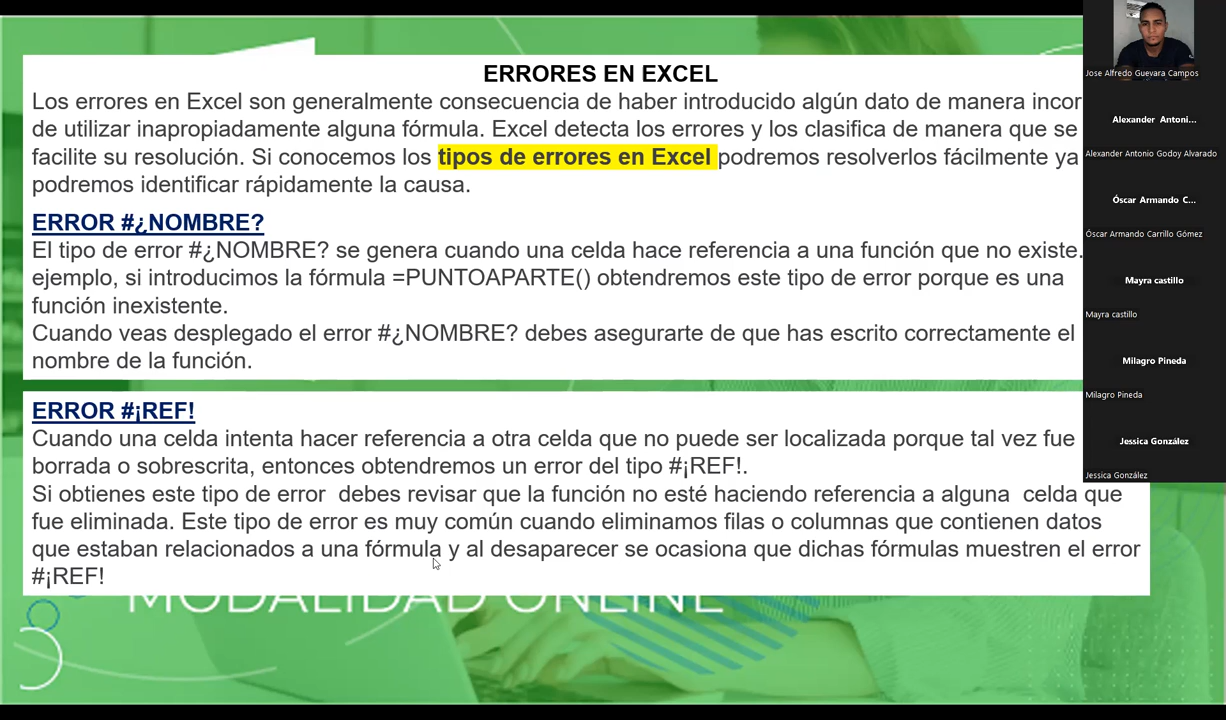 ERRORES EN EXCEL
Los errores en Excel son generalmente consecuencia de haber introducido algún dato de manera incor
de utilizar inapropiadamente alguna fórmula. Excel detecta los errores y los clasifica de manera que se
facilite su resolución. Si conocemos los tipos de errores en Excel podremos resolverlos fácilmente ya
podremos identificar rápidamente la causa.
ERROR #¿NOMBRE?
El tipo de error #¿NOMBRE? se genera cuando una celda hace referencia a una función que no existe.
ejemplo, si introducimos la fórmula =PUNTOAPARTE() obtendremos este tipo de error porque es una
función inexistente.
Cuando veas desplegado el error #¿NOMBRE? debes asegurarte de que has escrito correctamente el
nombre de la función.
ERROR #¡REF!
Cuando una celda intenta hacer referencia a otra celda que no puede ser localizada porque tal vez fue
borrada o sobrescrita, entonces obtendremos un error del tipo #¡REF!.
Si obtienes este tipo de error  debes revisar que la función no esté haciendo referencia a alguna  celda que
fue eliminada. Este tipo de error es muy común cuando eliminamos filas o columnas que contienen datos
que estaban relacionados a una fórmula y al desaparecer se ocasiona que dichas fórmulas muestren el error
#¡REF!
MODALIDAD ONLINE
Jose Alfredo Guevara Campos
Alexander Antoni...
Alexander Antonio Godoy Alvarado
Óscar Armando C...
Óscar Armando Carrillo Gómez
Mayra castillo
Mayra castillo
Milagro Pineda
Milagro Pineda
Jessica González
Jessica González